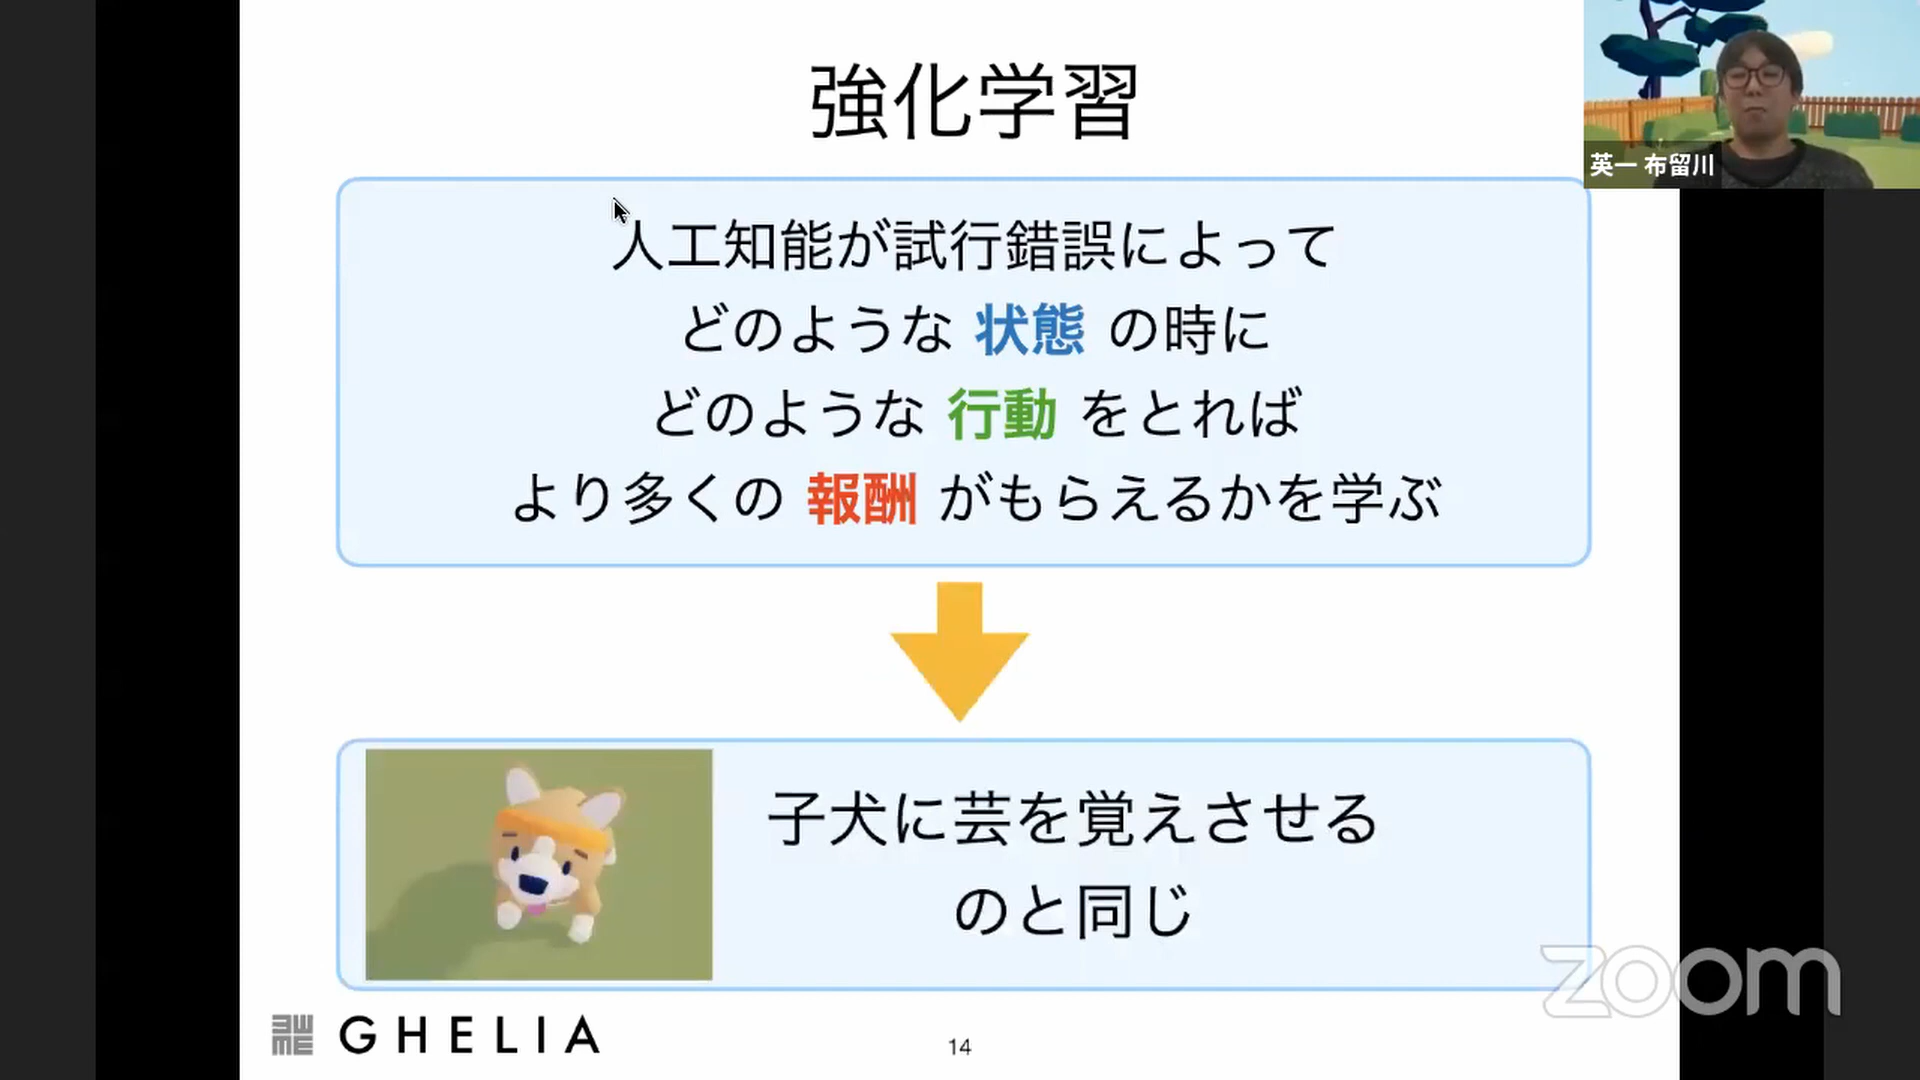 強化学習
英一 布留川
人工知能が試行錯誤によって
どのような 状態 の時に
どのような 行動 をとれば
より多くの 報酬 がもらえるかを学ぶ
子犬に芸を覚えさせる
のと同じ
zoom
GHELIA
14